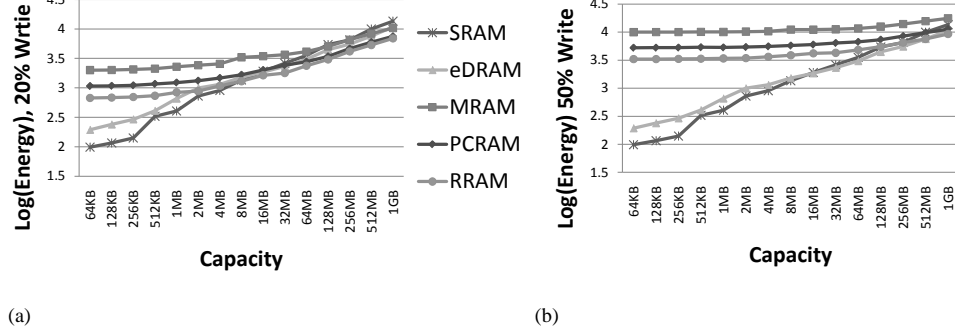 Log(Energy), 20% Wrtie
4.5
4
3.5
3
2.5
2
1.5
64KB
128KB
256KB
512KB
1MB
2MB
4MB
8MB
16MB
32MB
64MB
128MB
256MB
512MB
1GB
Capacity
SRAM
eDRAM
MRAM
PCRAM
RRAM
(a)
Log(Energy) 50% Write
4.5
4
3.5
3
2.5
2
1.5
64KB
128KB
256KB
512KB
1MB
2MB
4MB
8MB
16MB
32MB
64MB
128MB
256MB
512MB
1GB
Capacity
(b)